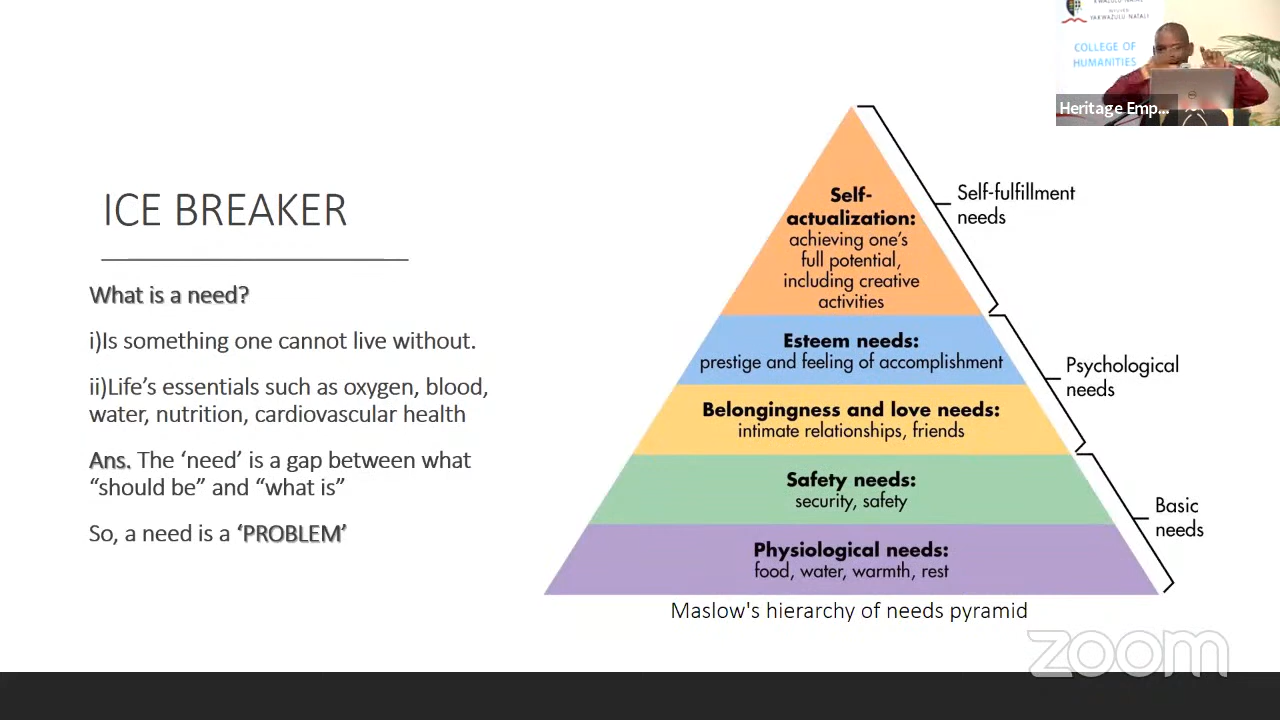 YAKWAZULU NATALI
COLLEGE OF
HUMANITIES
Heritage Emp...
ICE BREAKER
What is a need?
i)Is something one cannot live without.
ii)Life’s essentials such as oxygen, blood,
water, nutrition, cardiovascular health
Ans. The ‘need’ is a gap between what
“should be” and “what is”
So, a need is a ‘PROBLEM’
Self-
actualization:
achieving one’s
full potential,
including creative
activities
Self-fulfillment
needs
Esteem needs:
prestige and feeling of accomplishment
Psychological
needs
Belongingness and love needs:
intimate relationships, friends
Safety needs:
security, safety
Basic
needs
Physiological needs:
food, water, warmth, rest
Maslow's hierarchy of needs pyramid
zoom